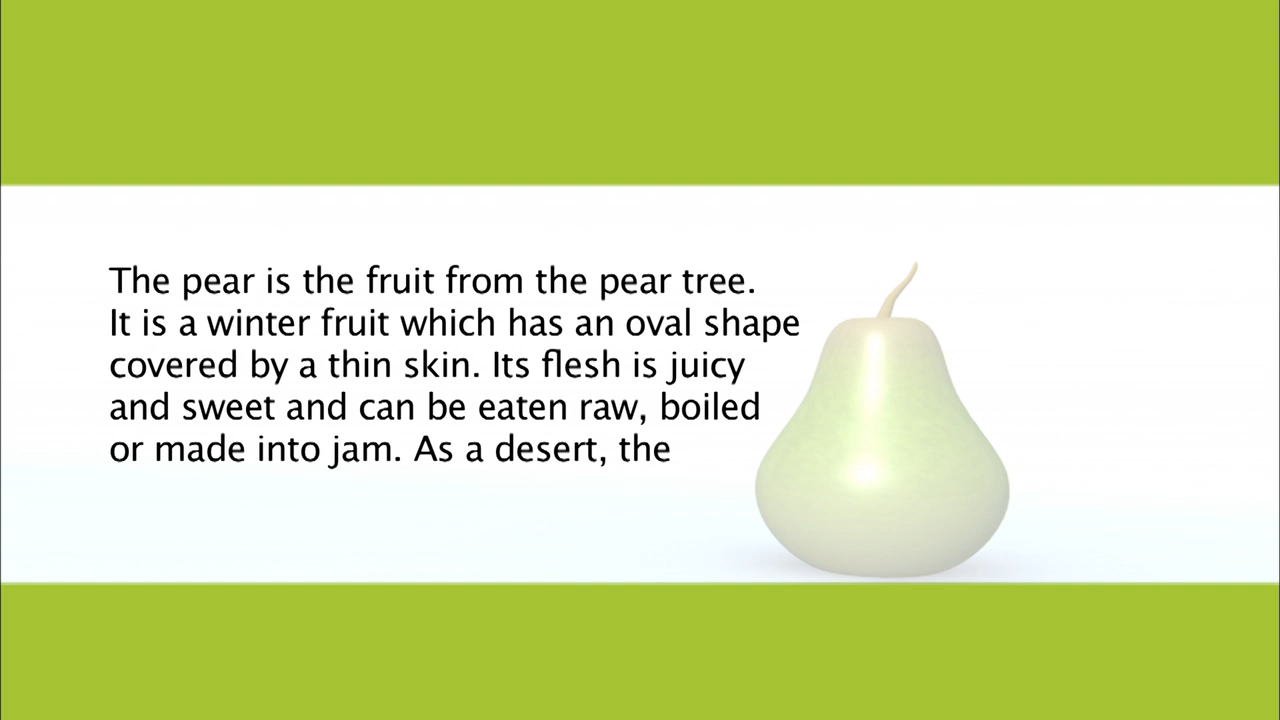 The pear is the fruit from the pear tree.
It is a winter fruit which has an oval shape
covered by a thin skin. Its flesh is juicy
and sweet and can be eaten raw, boiled
or made into jam. As a desert, the